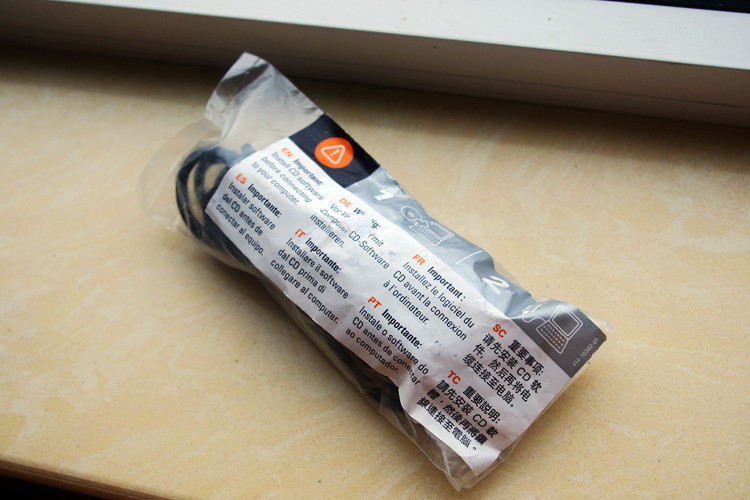 EN Important:
Install CD software
before connecting
to your computer.
ES Importante:
Instalar software
del CD antes de
conectar al equipo.
DE
Vor
CD-Software
installieren.
IT Importante:
Installare il software
dal CD prima di
collegare al computer.
FR Important :
Installez le logiciel du
CD avant la connexion
à l'ordinateur.
PT Importante:
Instale o software do
CD antes de conectar
ao computador.
SC 重要事项:
请先安装 CD 软
件，然后再将电
缆连接至电脑。
TC 重要說明:
請先安裝 CD 軟
體，然後再將纜
線連接至電腦。
1
2